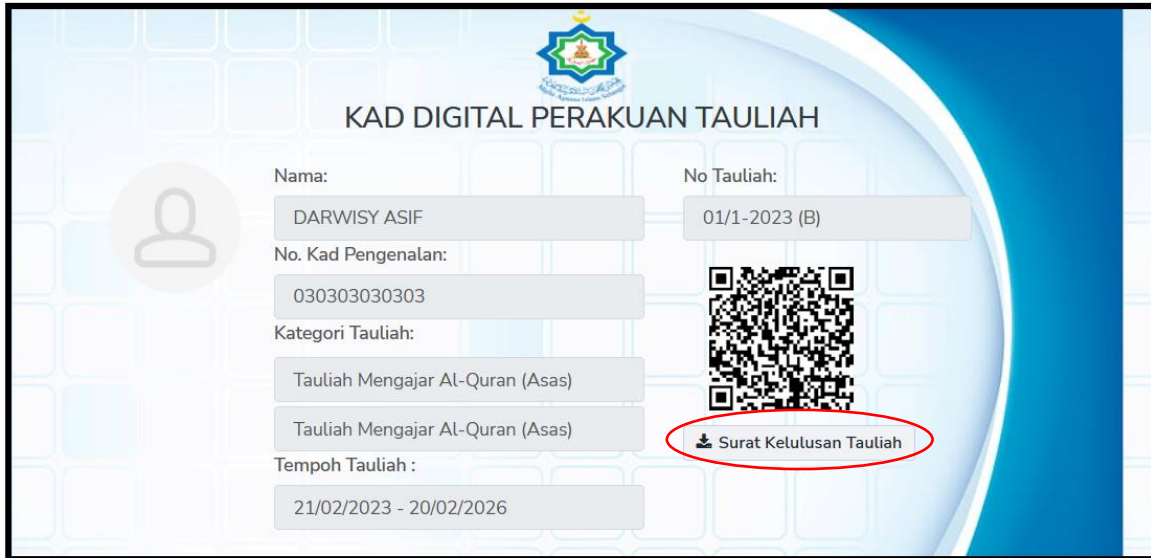 KAD DIGITAL PERAKUAN TAULIAH
Nama:
DARWISY ASIF
No. Kad Pengenalan:
030303030303
Kategori Tauliah:
Tauliah Mengajar Al-Quran (Asas)
Tauliah Mengajar Al-Quran (Asas)
Tempoh Tauliah :
21/02/2023 - 20/02/2026
No Tauliah:
01/1-2023 (B)
Surat Kelulusan Tauliah